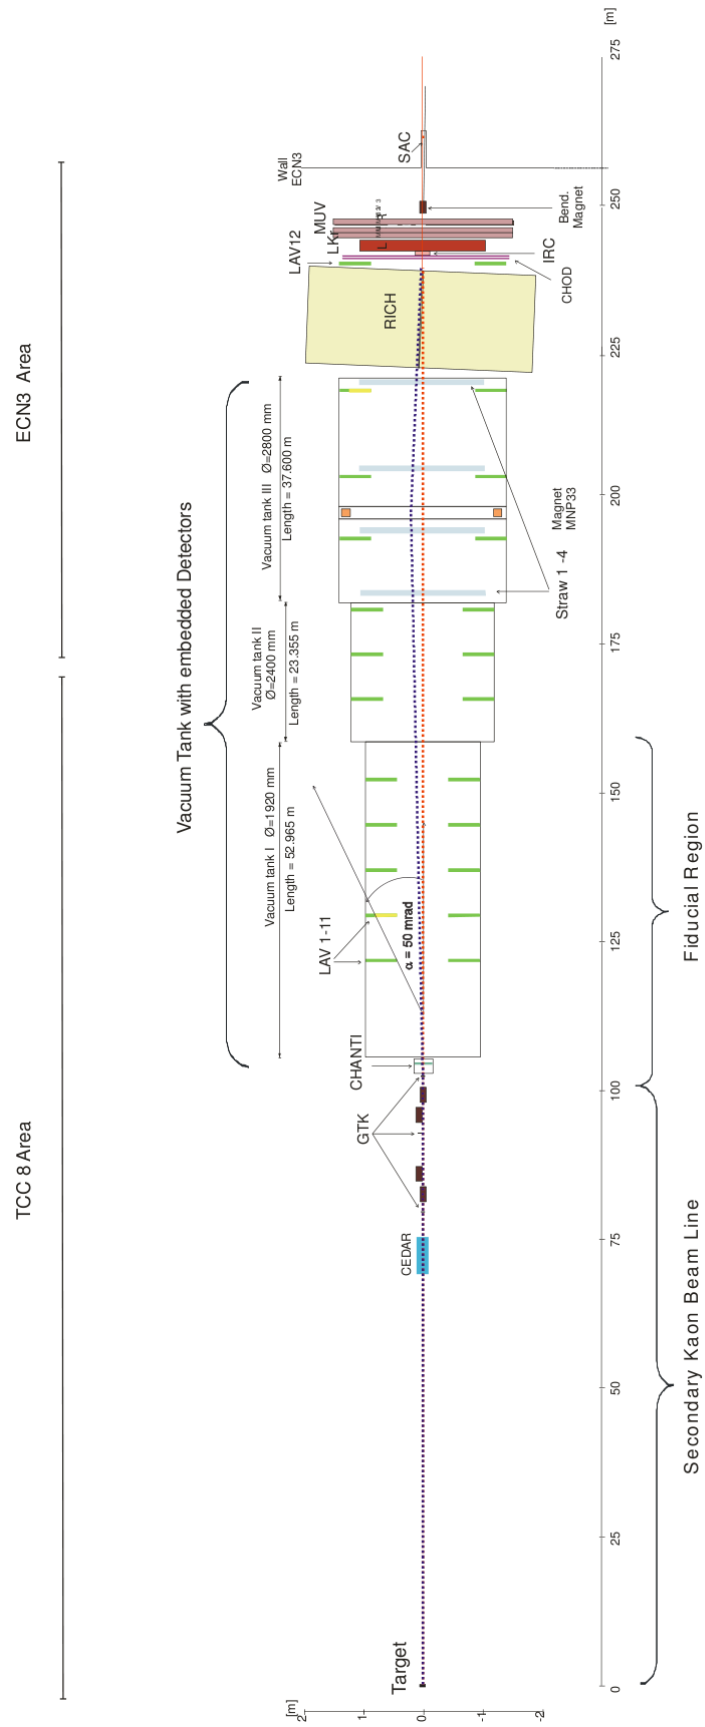 TCC 8 Area
ECN3 Area
Vacuum Tank with embedded Detectors
Vacuum tank I Ø=1920 mm
Length = 52.965 m
Vacuum tank II
Ø=2400 mm
Length = 23.355 m
Vacuum tank III Ø=2800 mm
Length = 37.600 m
Wall
ECN3
[m]
2
1
0
-1
-2
Target
CEDAR
GTK
CHANTI
LAV 1-11
α = 50 mrad
RICH
LAV12
LKr
MUV
SAC
L
Straw 1 -4
Magnet
MNP33
CHOD
IRC
Bend.
Magnet
0
25
50
75
100
125
150
175
200
225
250
275
[m]
Secondary Kaon Beam Line
Fiducial Region